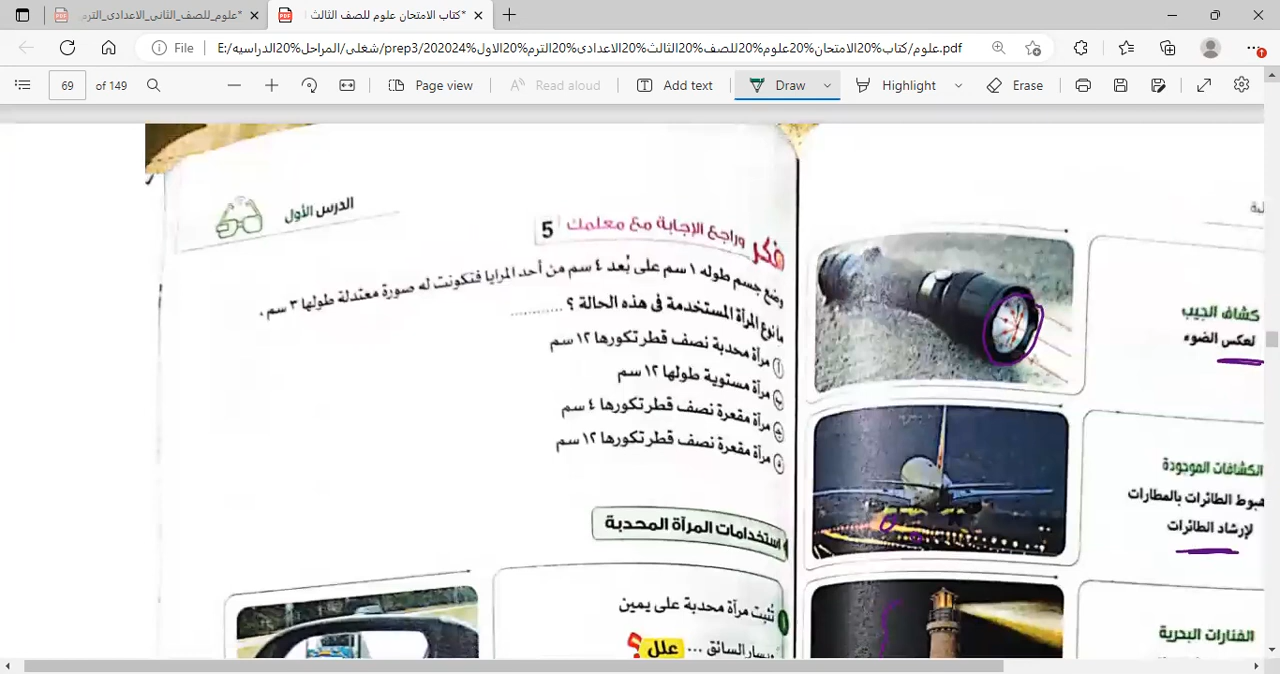 *علوم_للصف_الثانى_الاعدادى_الترم
*كتاب الامتحان علوم للصف الثالث ا
File
E:/شغلى/المراحل%20الدراسيه/prep3/2020علوم/كتاب%20الامتحان%20علوم%20للصف%20الثالث%20الاعدادى%20الترم%20الاول%4.pdf
69 of 149
Page view
Read aloud
Add text
Draw
Highlight
Erase
الدرس الأول
فكر وراجع الإجابة مع معلمك 5
وضع جسم طوله ١ سم على بُعد ٤ سم من أحد المرايا فتكونت له صورة معتدلة طولها ٣ سم .
ما نوع المرآة المستخدمة فى هذه الحالة ؟ ............
أ مرآة محدبة نصف قطر تكورها ١٢ سم
ب مرآة مستوية طولها ١٢ سم
ج مرآة مقعرة نصف قطر تكورها ٤ سم
د مرآة مقعرة نصف قطر تكورها ١٢ سم
استخدامات المرآة المحدبة
تُثبت مرآة محدبة على يمين
ويسار السائق ... علل ؟
كشاف الجيب
لعكس الضوء
الكشافات الموجودة
هبوط الطائرات بالمطارات
لإرشاد الطائرات
الفنارات البحرية